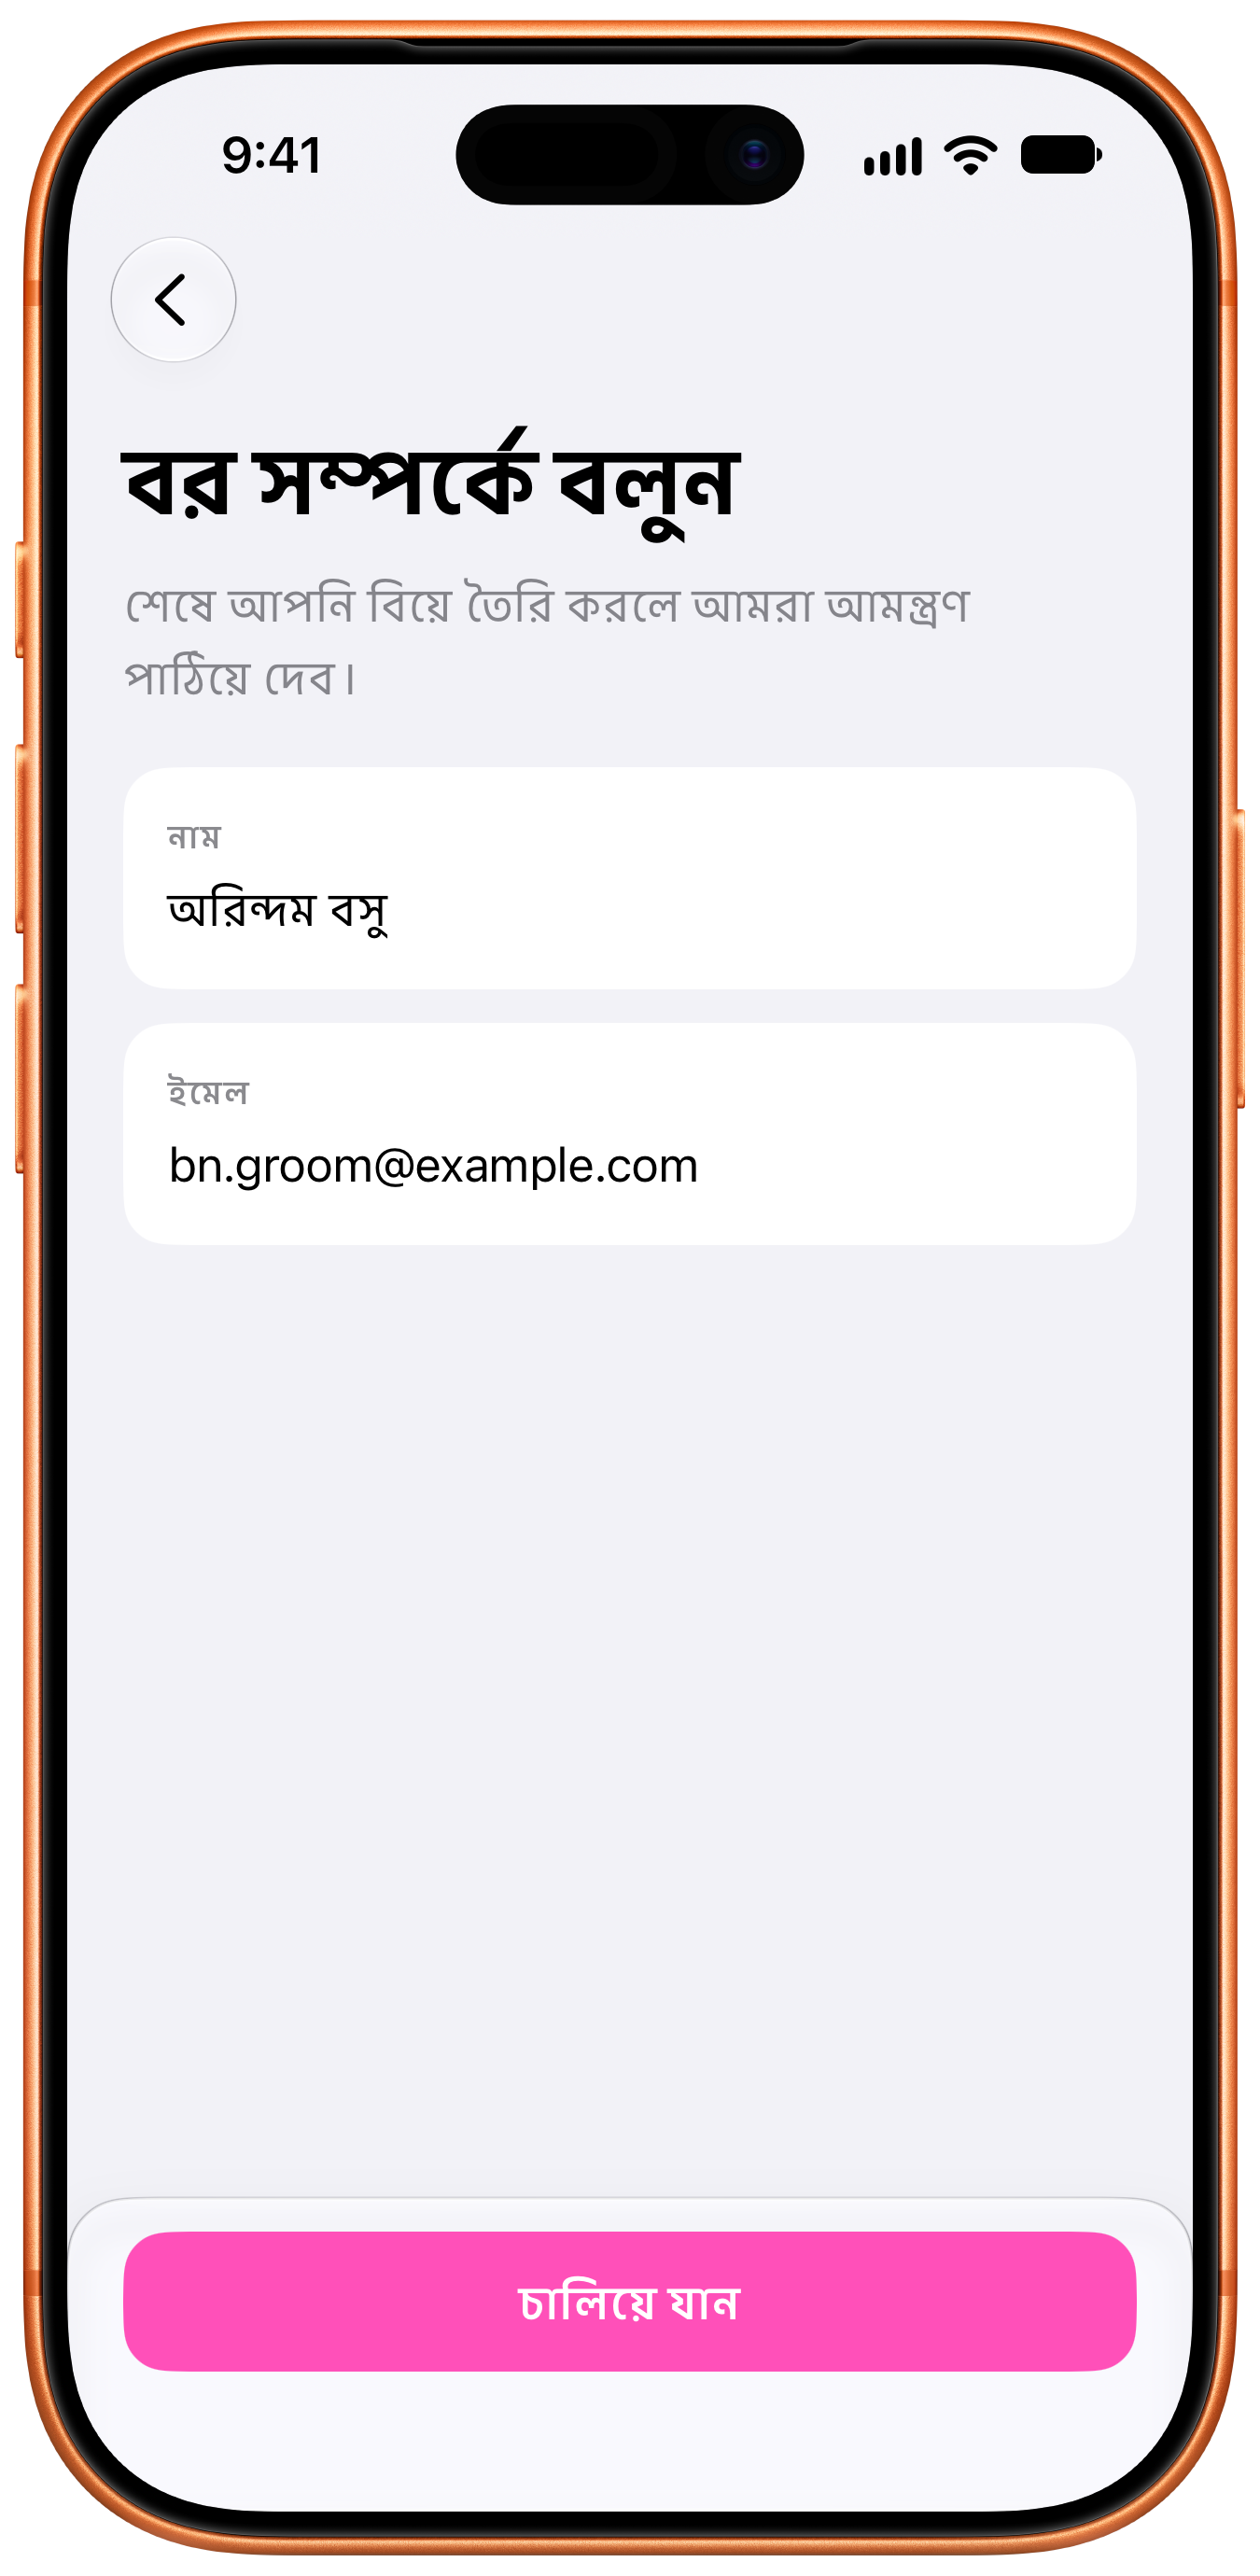 9:41
বর সম্পর্কে বলুন
শেষে আপনি বিয়ে তৈরি করলে আমরা আমন্ত্রণ
পাঠিয়ে দেব।
নাম
অরিন্দম বসু
ইমেল
bn.groom@example.com
চালিয়ে যান